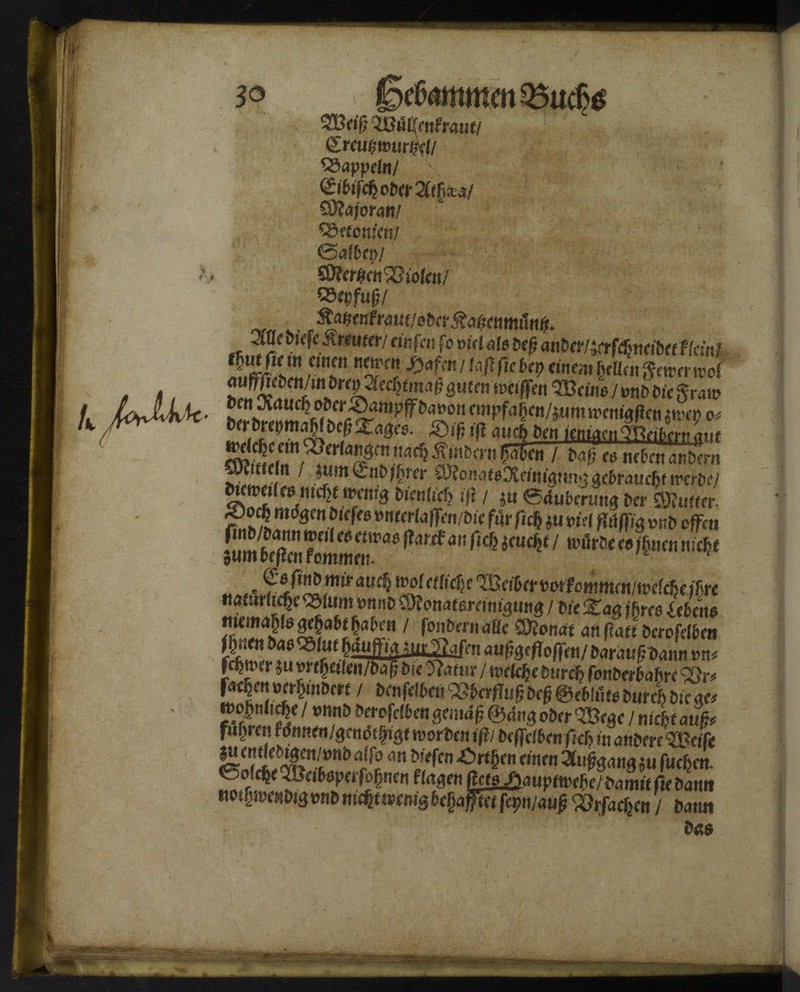 30 Hebammen Buchs
Weiß Wüllenkraut/
Creutzwurtzel/
Pappeln/
Eibisch oder Althæa/
Majoran/
Betonien/
Salbey/
Mertzen Violen/
Beyfuß/
Katzenkraut/oder Katzenmüntz.
Alle diese Kreuter/ einsen so viel als deß ander/zerschneidet klein/
thut sie in einen newen Hafen/ last sie bey einem hellen Fewer wol
auffsieden/in drey Aechtmaß guten weissen Weins/vnd die Fraw
den Rauch oder Dampff davon empfahen/zum wenigsten zwey o⸗
der dreymahl deß Tages. Diß ist auch den jenigen Weibern gut
welche ein Verlangen nach Kindern haben / daß es neben andern
Mitteln / zum End jhrer Monats Reinigung gebraucht werde/
dieweil es nicht wenig dienlich ist / zu Säuberung der Mutter.
Doch mögen dieses vnterlassen/die für sich zu viel flüssig vnd offen
sind/dann weil es etwas starck an sich zeucht / würde es jhnen nicht
zum besten kommen.
Es sind mir auch wol etliche Weiber vorkommen/welche jhre
natürliche Blum vnnd Monatsreinigung / die Tag jhres Lebens
niemahls gehabt haben / sondern alle Monat an statt derselben
jhnen das Blut häuffig zur Nasen außgeflossen/ darauß dann vn⸗
schwer zu vrtheilen/daß die Natur / welche durch sonderbahre Vr⸗
sachen verhindert / denselben Vberfluß deß Geblüts durch die ge⸗
wohnliche / vnnd deroselben gemäß Gäng oder Wege / nicht auß⸗
führen können/genöthigt worden ist/ desselben sich in andere Weise
zu entledigen/vnd also an diesen Orthen einen Außgang zu suchen.
Solche Weibspersohnen klagen stets Hauptwehe/damit sie dann
nothwendig vnd nicht wenig behafftet seyn/auß Vrsachen / dann
das